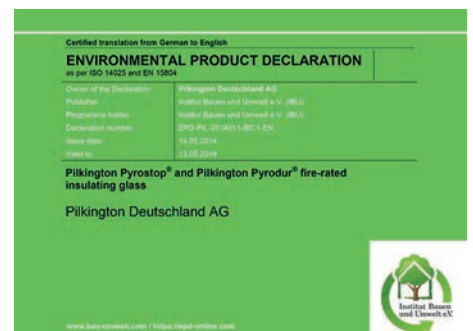 Certified translation from German to English
ENVIRONMENTAL PRODUCT DECLARATION
as per ISO 14025 and EN 15804
Owner of the Declaration Pilkington Deutschland AG
Publisher Institut Bauen und Umwelt e.V. (IBU)
Programme holder Institut Bauen und Umwelt e.V. (IBU)
Declaration number EPD-PIL-2014011-IBC1-EN
Issue date 14.05.2014
Valid to 13.05.2019
Pilkington Pyrostop® and Pilkington Pyrodur® fire-rated
insulating glass
Pilkington Deutschland AG
Institut Bauen
und Umwelt e.V.
www.bau-umwelt.com / https://epd-online.com